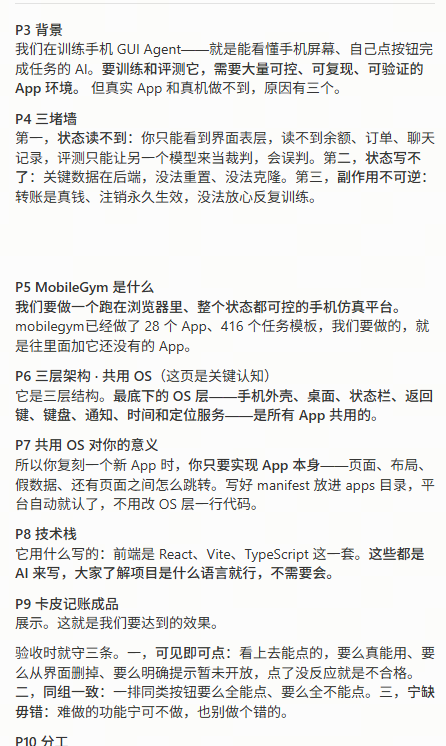 P3 背景
我们在训练手机 GUI Agent——就是能看懂手机屏幕、自己点按钮完
成任务的 AI。要训练和评测它，需要大量可控、可复现、可验证的
App 环境。 但真实 App 和真机做不到，原因有三个。
P4 三堵墙
第一，状态读不到：你只能看到界面表层，读不到余额、订单、聊天
记录，评测只能让另一个模型来当裁判，会误判。第二，状态写不
了：关键数据在后端，没法重置、没法克隆。第三，副作用不可逆：
转账是真钱、注销永久生效，没法放心反复训练。
P5 MobileGym 是什么
我们要做一个跑在浏览器里、整个状态都可控的手机仿真平台。
mobilegym已经做了 28 个 App、416 个任务模板，我们要做的，就
是往里面加它还没有的 App。
P6 三层架构 · 共用 OS（这页是关键认知）
它是三层结构。最底下的 OS 层——手机外壳、桌面、状态栏、返回
键、键盘、通知、时间和定位服务——是所有 App 共用的。
P7 共用 OS 对你的意义
所以你复刻一个新 App 时，你只要实现 App 本身——页面、布局、
假数据、还有页面之间怎么跳转。写好 manifest 放进 apps 目录，平
台自动就认了，不用改 OS 层一行代码。
P8 技术栈
它用什么写的：前端是 React、Vite、TypeScript 这一套。这些都是
AI 来写，大家了解项目是什么语言就行，不需要会。
P9 卡皮记账成品
展示。这就是我们要达到的效果。
验收时就守三条。一，可见即可点：看上去能点的，要么真能用、要
么从界面删掉、要么明确提示暂未开放，点了没反应就是不合格。
二，同组一致：一排同类按钮要么全能点、要么全不能点。三，宁缺
毋错：难做的功能宁可不做，也别做个错的。
P10 分工